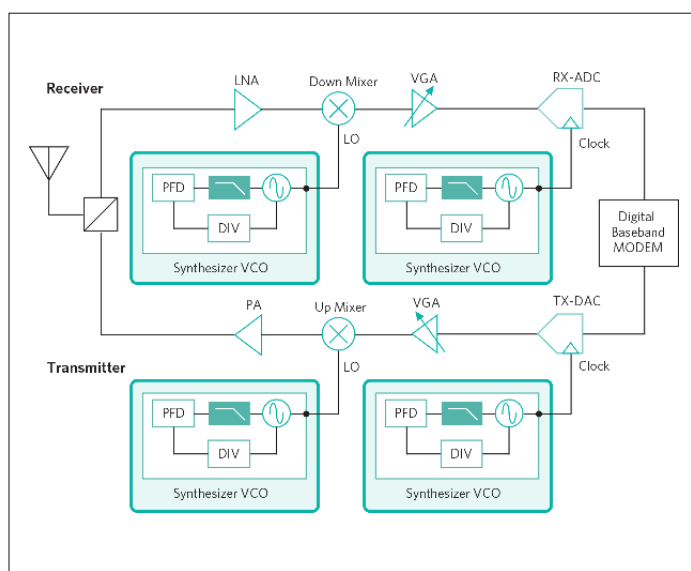 Receiver
LNA
Down Mixer
VGA
RX-ADC
LO
Clock
PFD
DIV
Synthesizer VCO
PFD
DIV
Synthesizer VCO
Digital
Baseband
MODEM
PA
Up Mixer
VGA
TX-DAC
Transmitter
LO
Clock
PFD
DIV
Synthesizer VCO
PFD
DIV
Synthesizer VCO